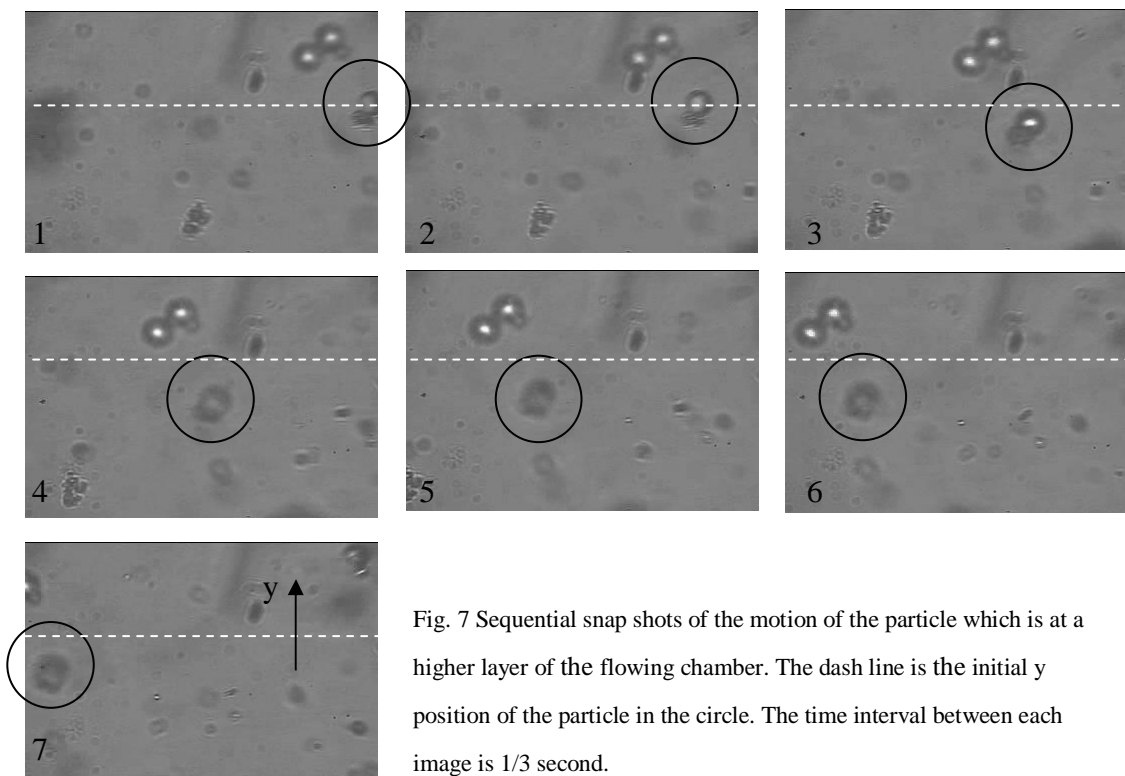 1
2
3
4
5
6
7
y
Fig. 7 Sequential snap shots of the motion of the particle which is at a
higher layer of the flowing chamber. The dash line is the initial y
position of the particle in the circle. The time interval between each
image is 1/3 second.